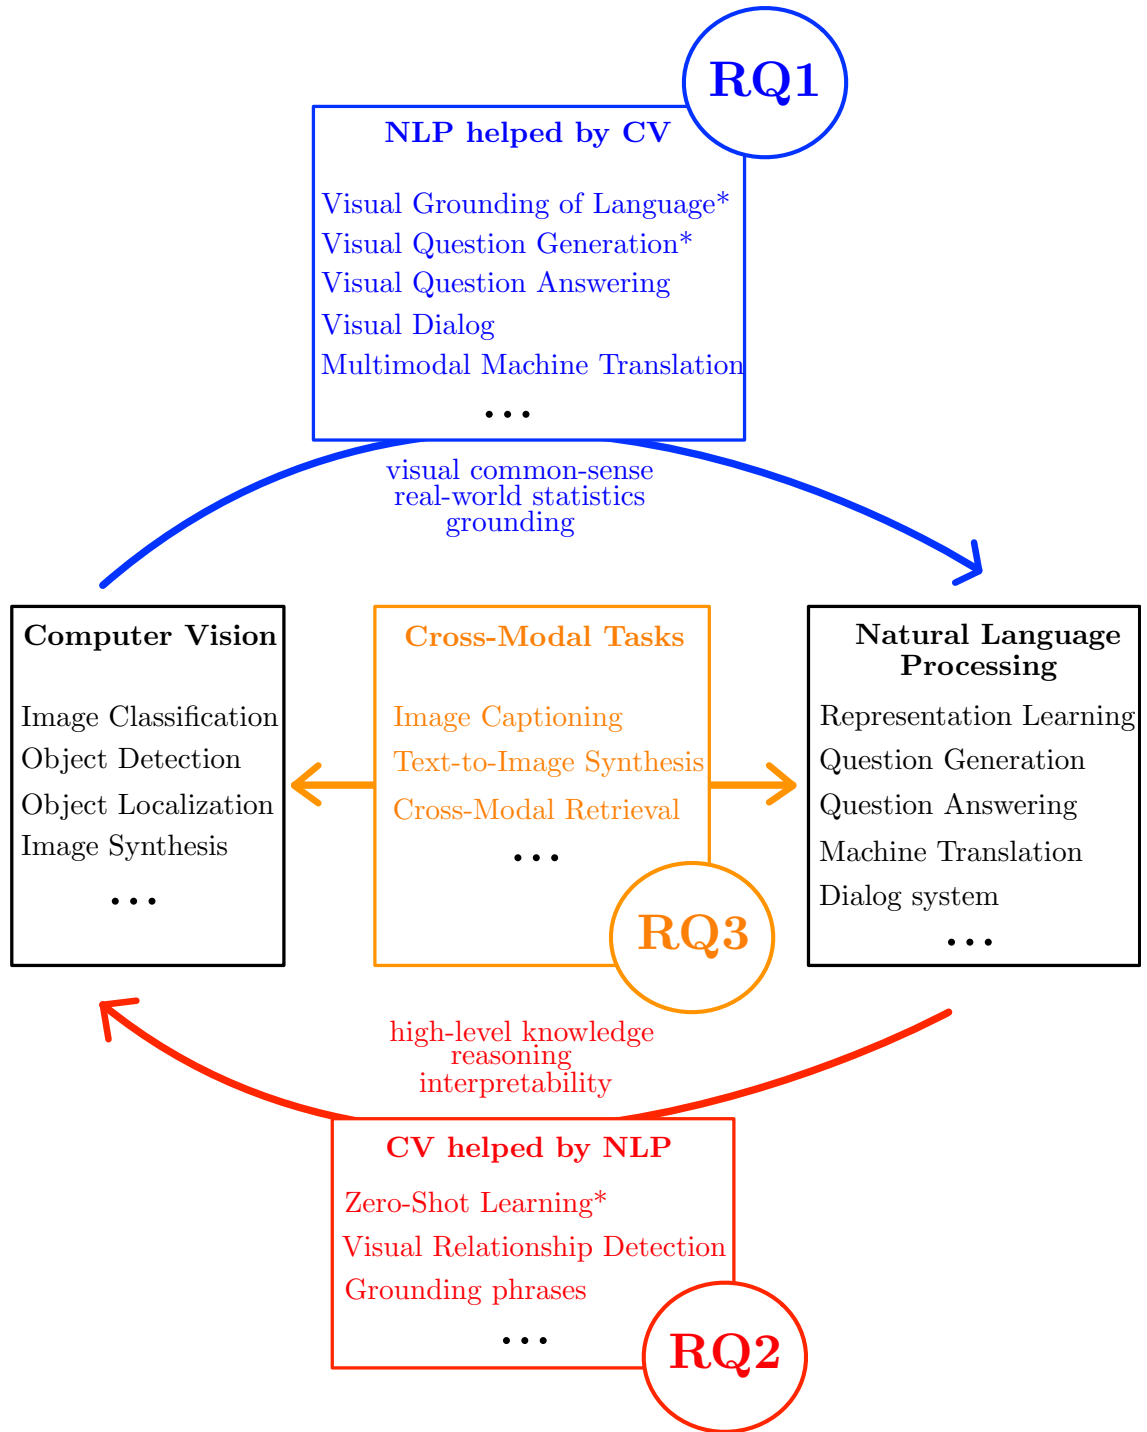 RQ1
NLP helped by CV
Visual Grounding of Language*
Visual Question Generation*
Visual Question Answering
Visual Dialog
Multimodal Machine Translation
...
visual common-sense
real-world statistics
grounding
Computer Vision
Image Classification
Object Detection
Object Localization
Image Synthesis
...
Cross-Modal Tasks
Image Captioning
Text-to-Image Synthesis
Cross-Modal Retrieval
...
RQ3
Natural Language
Processing
Representation Learning
Question Generation
Question Answering
Machine Translation
Dialog system
...
high-level knowledge
reasoning
interpretability
CV helped by NLP
Zero-Shot Learning*
Visual Relationship Detection
Grounding phrases
...
RQ2